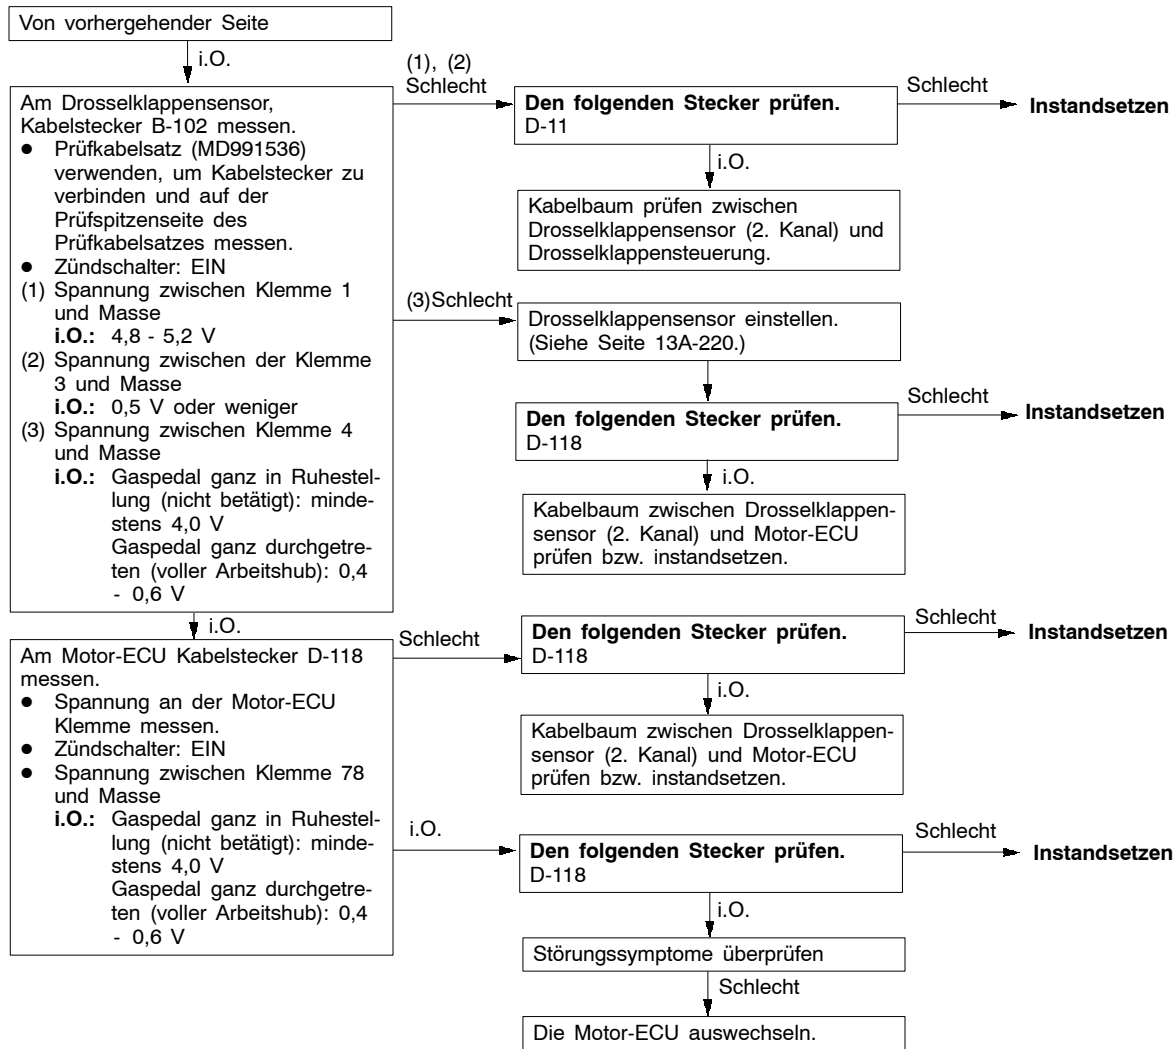 Von vorhergehender Seite
i.O.
Am Drosselklappensensor,
Kabelstecker B-102 messen.
● Prüfkabelsatz (MD991536)
verwenden, um Kabelstecker zu
verbinden und auf der
Prüfspitzenseite des
Prüfkabelsatzes messen.
● Zündschalter: EIN
(1) Spannung zwischen Klemme 1
und Masse
i.O.: 4,8 - 5,2 V
(2) Spannung zwischen der Klemme
3 und Masse
i.O.: 0,5 V oder weniger
(3) Spannung zwischen Klemme 4
und Masse
i.O.: Gaspedal ganz in Ruhestel-
lung (nicht betätigt): minde-
stens 4,0 V
Gaspedal ganz durchgetre-
ten (voller Arbeitshub): 0,4
- 0,6 V
(1), (2)
Schlecht
Den folgenden Stecker prüfen.
D-11
Schlecht
Instandsetzen
i.O.
Kabelbaum prüfen zwischen
Drosselklappensensor (2. Kanal) und
Drosselklappensteuerung.
(3)Schlecht
Drosselklappensensor einstellen.
(Siehe Seite 13A-220.)
Den folgenden Stecker prüfen.
D-118
Schlecht
Instandsetzen
i.O.
Kabelbaum zwischen Drosselklappen-
sensor (2. Kanal) und Motor-ECU
prüfen bzw. instandsetzen.
i.O.
Am Motor-ECU Kabelstecker D-118
messen.
● Spannung an der Motor-ECU
Klemme messen.
● Zündschalter: EIN
● Spannung zwischen Klemme 78
und Masse
i.O.: Gaspedal ganz in Ruhestel-
lung (nicht betätigt): minde-
stens 4,0 V
Gaspedal ganz durchgetre-
ten (voller Arbeitshub): 0,4
- 0,6 V
Schlecht
Den folgenden Stecker prüfen.
D-118
Schlecht
Instandsetzen
i.O.
Kabelbaum zwischen Drosselklappen-
sensor (2. Kanal) und Motor-ECU
prüfen bzw. instandsetzen.
i.O.
Den folgenden Stecker prüfen.
D-118
Schlecht
Instandsetzen
i.O.
Störungssymptome überprüfen
Schlecht
Die Motor-ECU auswechseln.